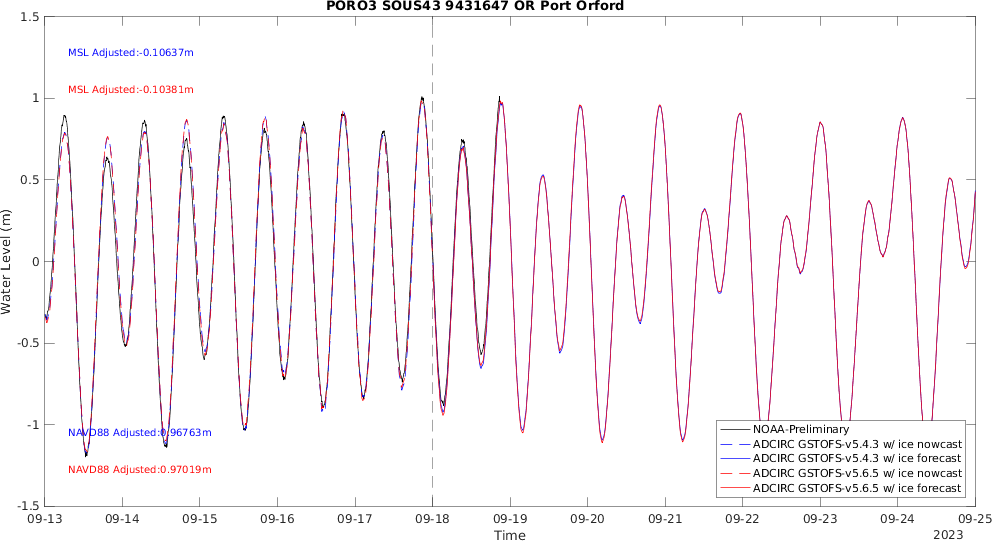 PORO3 SOUS43 9431647 OR Port Orford
1.5
MSL Adjusted:-0.10637m
MSL Adjusted:-0.10381m
1
0.5
0
-0.5
-1
-1.5
Water Level (m)
NAVD88 Adjusted:0.96763m
NAVD88 Adjusted:0.97019m
NOAA-Preliminary
ADCIRC GSTOFS-v5.4.3 w/ ice nowcast
ADCIRC GSTOFS-v5.4.3 w/ ice forecast
ADCIRC GSTOFS-v5.6.5 w/ ice nowcast
ADCIRC GSTOFS-v5.6.5 w/ ice forecast
09-13 09-14 09-15 09-16 09-17 09-18 09-19 09-20 09-21 09-22 09-23 09-24 09-25
Time
2023